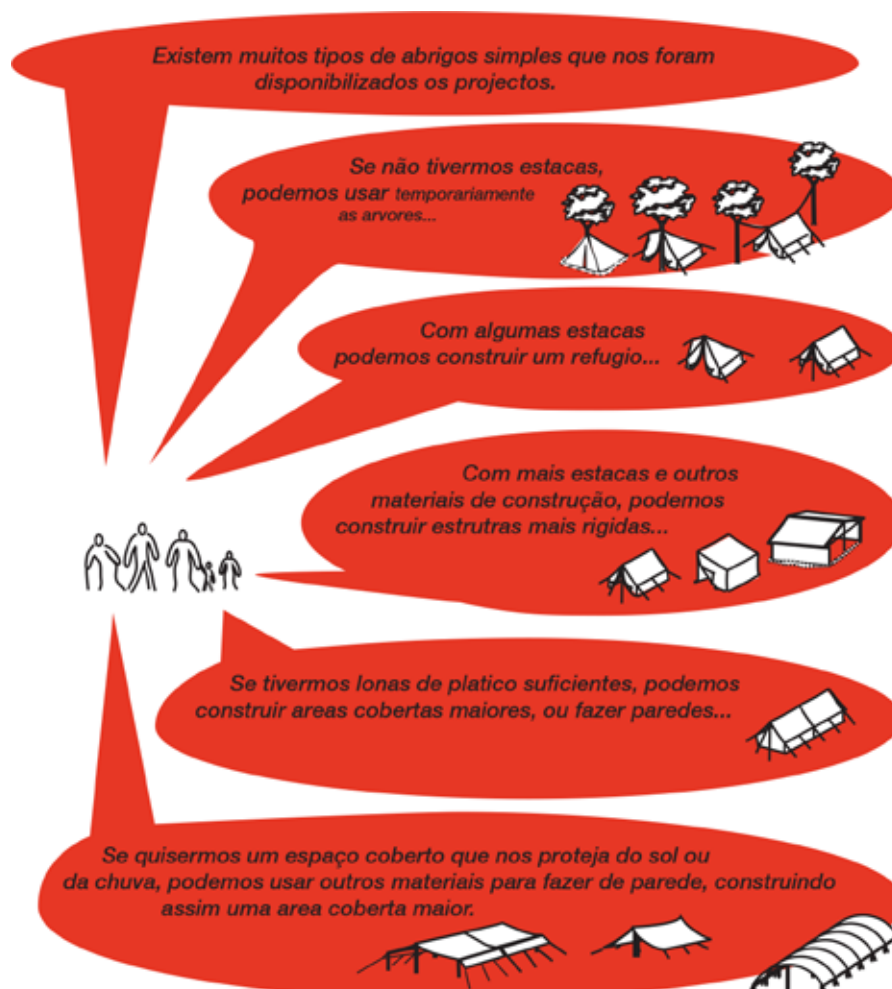 Existem muitos tipos de abrigos simples que nos foram
disponibilizados os projectos.
Se não tivermos estacas,
podemos usar temporariamente
as arvores...
Com algumas estacas
podemos construir um refugio...
Com mais estacas e outros
materiais de construção, podemos
construir estrutras mais rigidas...
Se tivermos lonas de platico suficientes, podemos
construir areas cobertas maiores, ou fazer paredes...
Se quisermos um espaço coberto que nos proteja do sol ou
da chuva, podemos usar outros materiais para fazer de parede, construindo
assim uma area coberta maior.